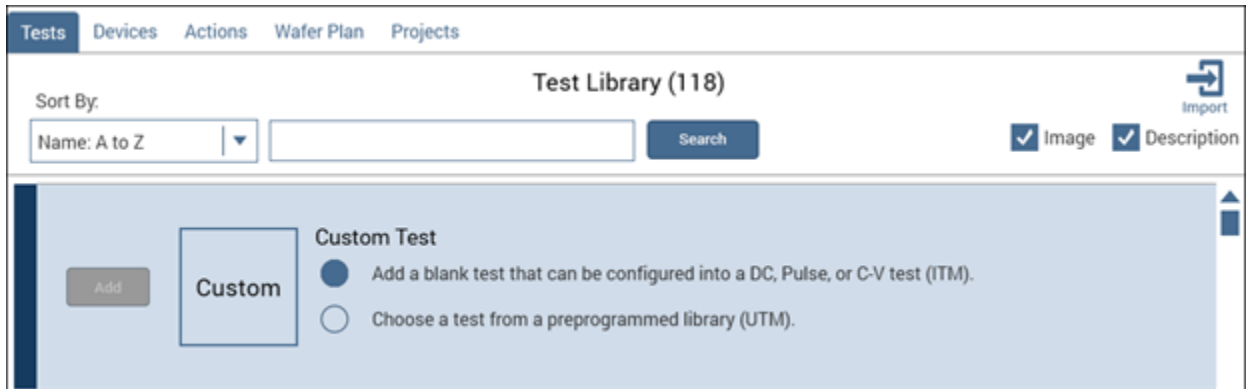 Tests Devices Actions Wafer Plan Projects
Test Library (118)
Import
Sort By:
Name: A to Z
Search
Image
Description
Custom Test
Add
Custom
Add a blank test that can be configured into a DC, Pulse, or C-V test (ITM).
Choose a test from a preprogrammed library (UTM).